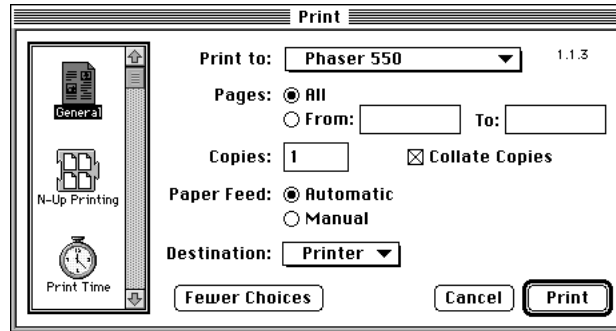 Print
Print to: Phaser 550 1.1.3
General
Pages: All
From: To:
Copies: 1 Collate Copies
N-Up Printing
Paper Feed: Automatic
Manual
Destination: Printer
Print Time
Fewer Choices Cancel Print